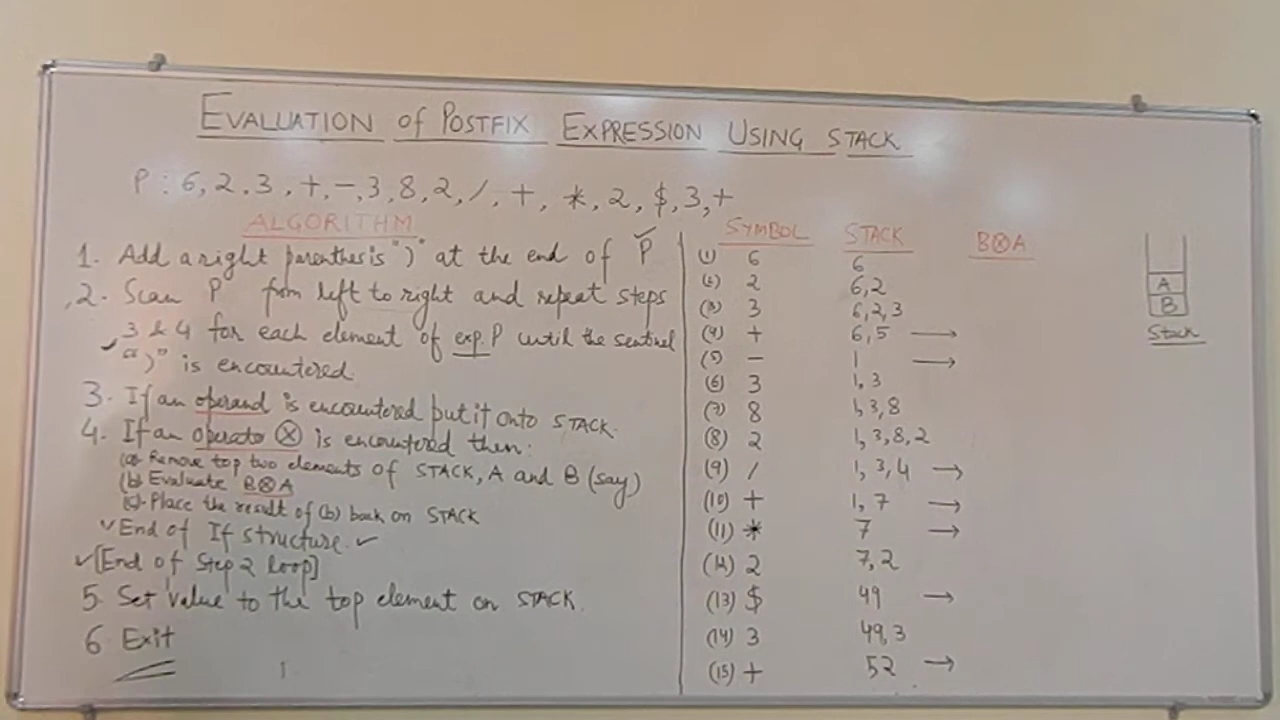 EVALUATION of POSTFIX EXPRESSION USING STACK
P : 6, 2, 3, +, -, 3, 8, 2, /, +, *, 2, $, 3, +
ALGORITHM
1. Add a right parenthesis ")" at the end of P
2. Scan P from left to right and repeat steps
3 & 4 for each element of exp. P until the sentinel
")" is encountered.
3. If an operand is encountered put it onto STACK.
4. If an operator ⊗ is encountered then:
(a) Remove top two elements of STACK, A and B (say)
(b) Evaluate B⊗A
(c) Place the result of (b) back on STACK
✓ End of If structure. ✓
✓ [End of Step 2 loop]
5. Set value to the top element on STACK.
6. Exit
SYMBOL STACK B⊗A
(1) 6 6
(2) 2 6, 2
(3) 3 6, 2, 3
(4) + 6, 5 →
(5) - 1 →
(6) 3 1, 3
(7) 8 1, 3, 8
(8) 2 1, 3, 8, 2
(9) / 1, 3, 4 →
(10) + 1, 7 →
(11) * 7 →
(12) 2 7, 2
(13) $ 49 →
(14) 3 49, 3
(15) + 52 →
A
B
Stack